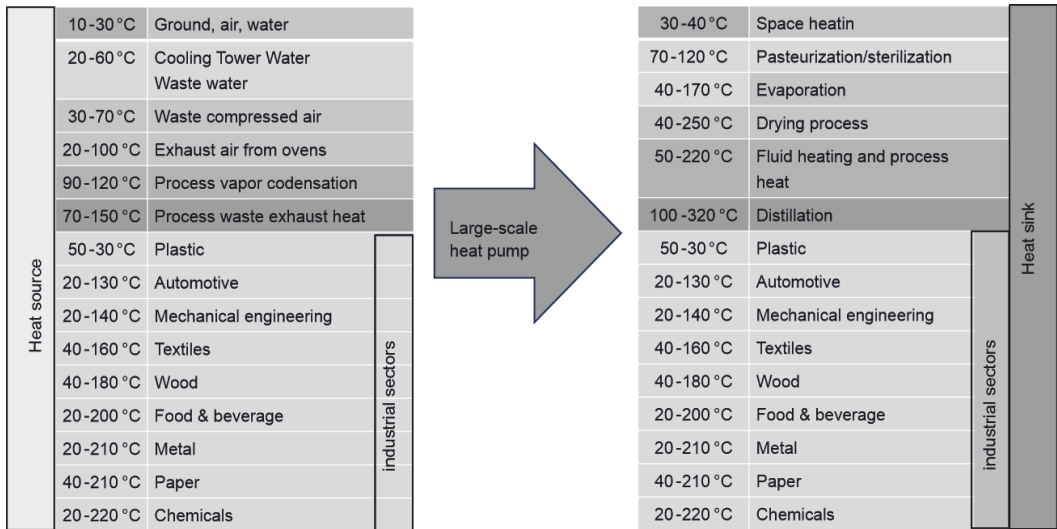 Heat source
10-30 °C Ground, air, water
20-60 °C Cooling Tower Water
Waste water
30-70 °C Waste compressed air
20-100 °C Exhaust air from ovens
90-120 °C Process vapor codensation
70-150 °C Process waste exhaust heat
50-30 °C Plastic
20-130 °C Automotive
20-140 °C Mechanical engineering
40-160 °C Textiles
40-180 °C Wood
20-200 °C Food & beverage
20-210 °C Metal
40-210 °C Paper
20-220 °C Chemicals
industrial sectors
Large-scale
heat pump
30-40 °C Space heatin
70-120 °C Pasteurization/sterilization
40-170 °C Evaporation
40-250 °C Drying process
50-220 °C Fluid heating and process
heat
100-320 °C Distillation
50-30 °C Plastic
20-130 °C Automotive
20-140 °C Mechanical engineering
40-160 °C Textiles
40-180 °C Wood
20-200 °C Food & beverage
20-210 °C Metal
40-210 °C Paper
20-220 °C Chemicals
industrial sectors
Heat sink